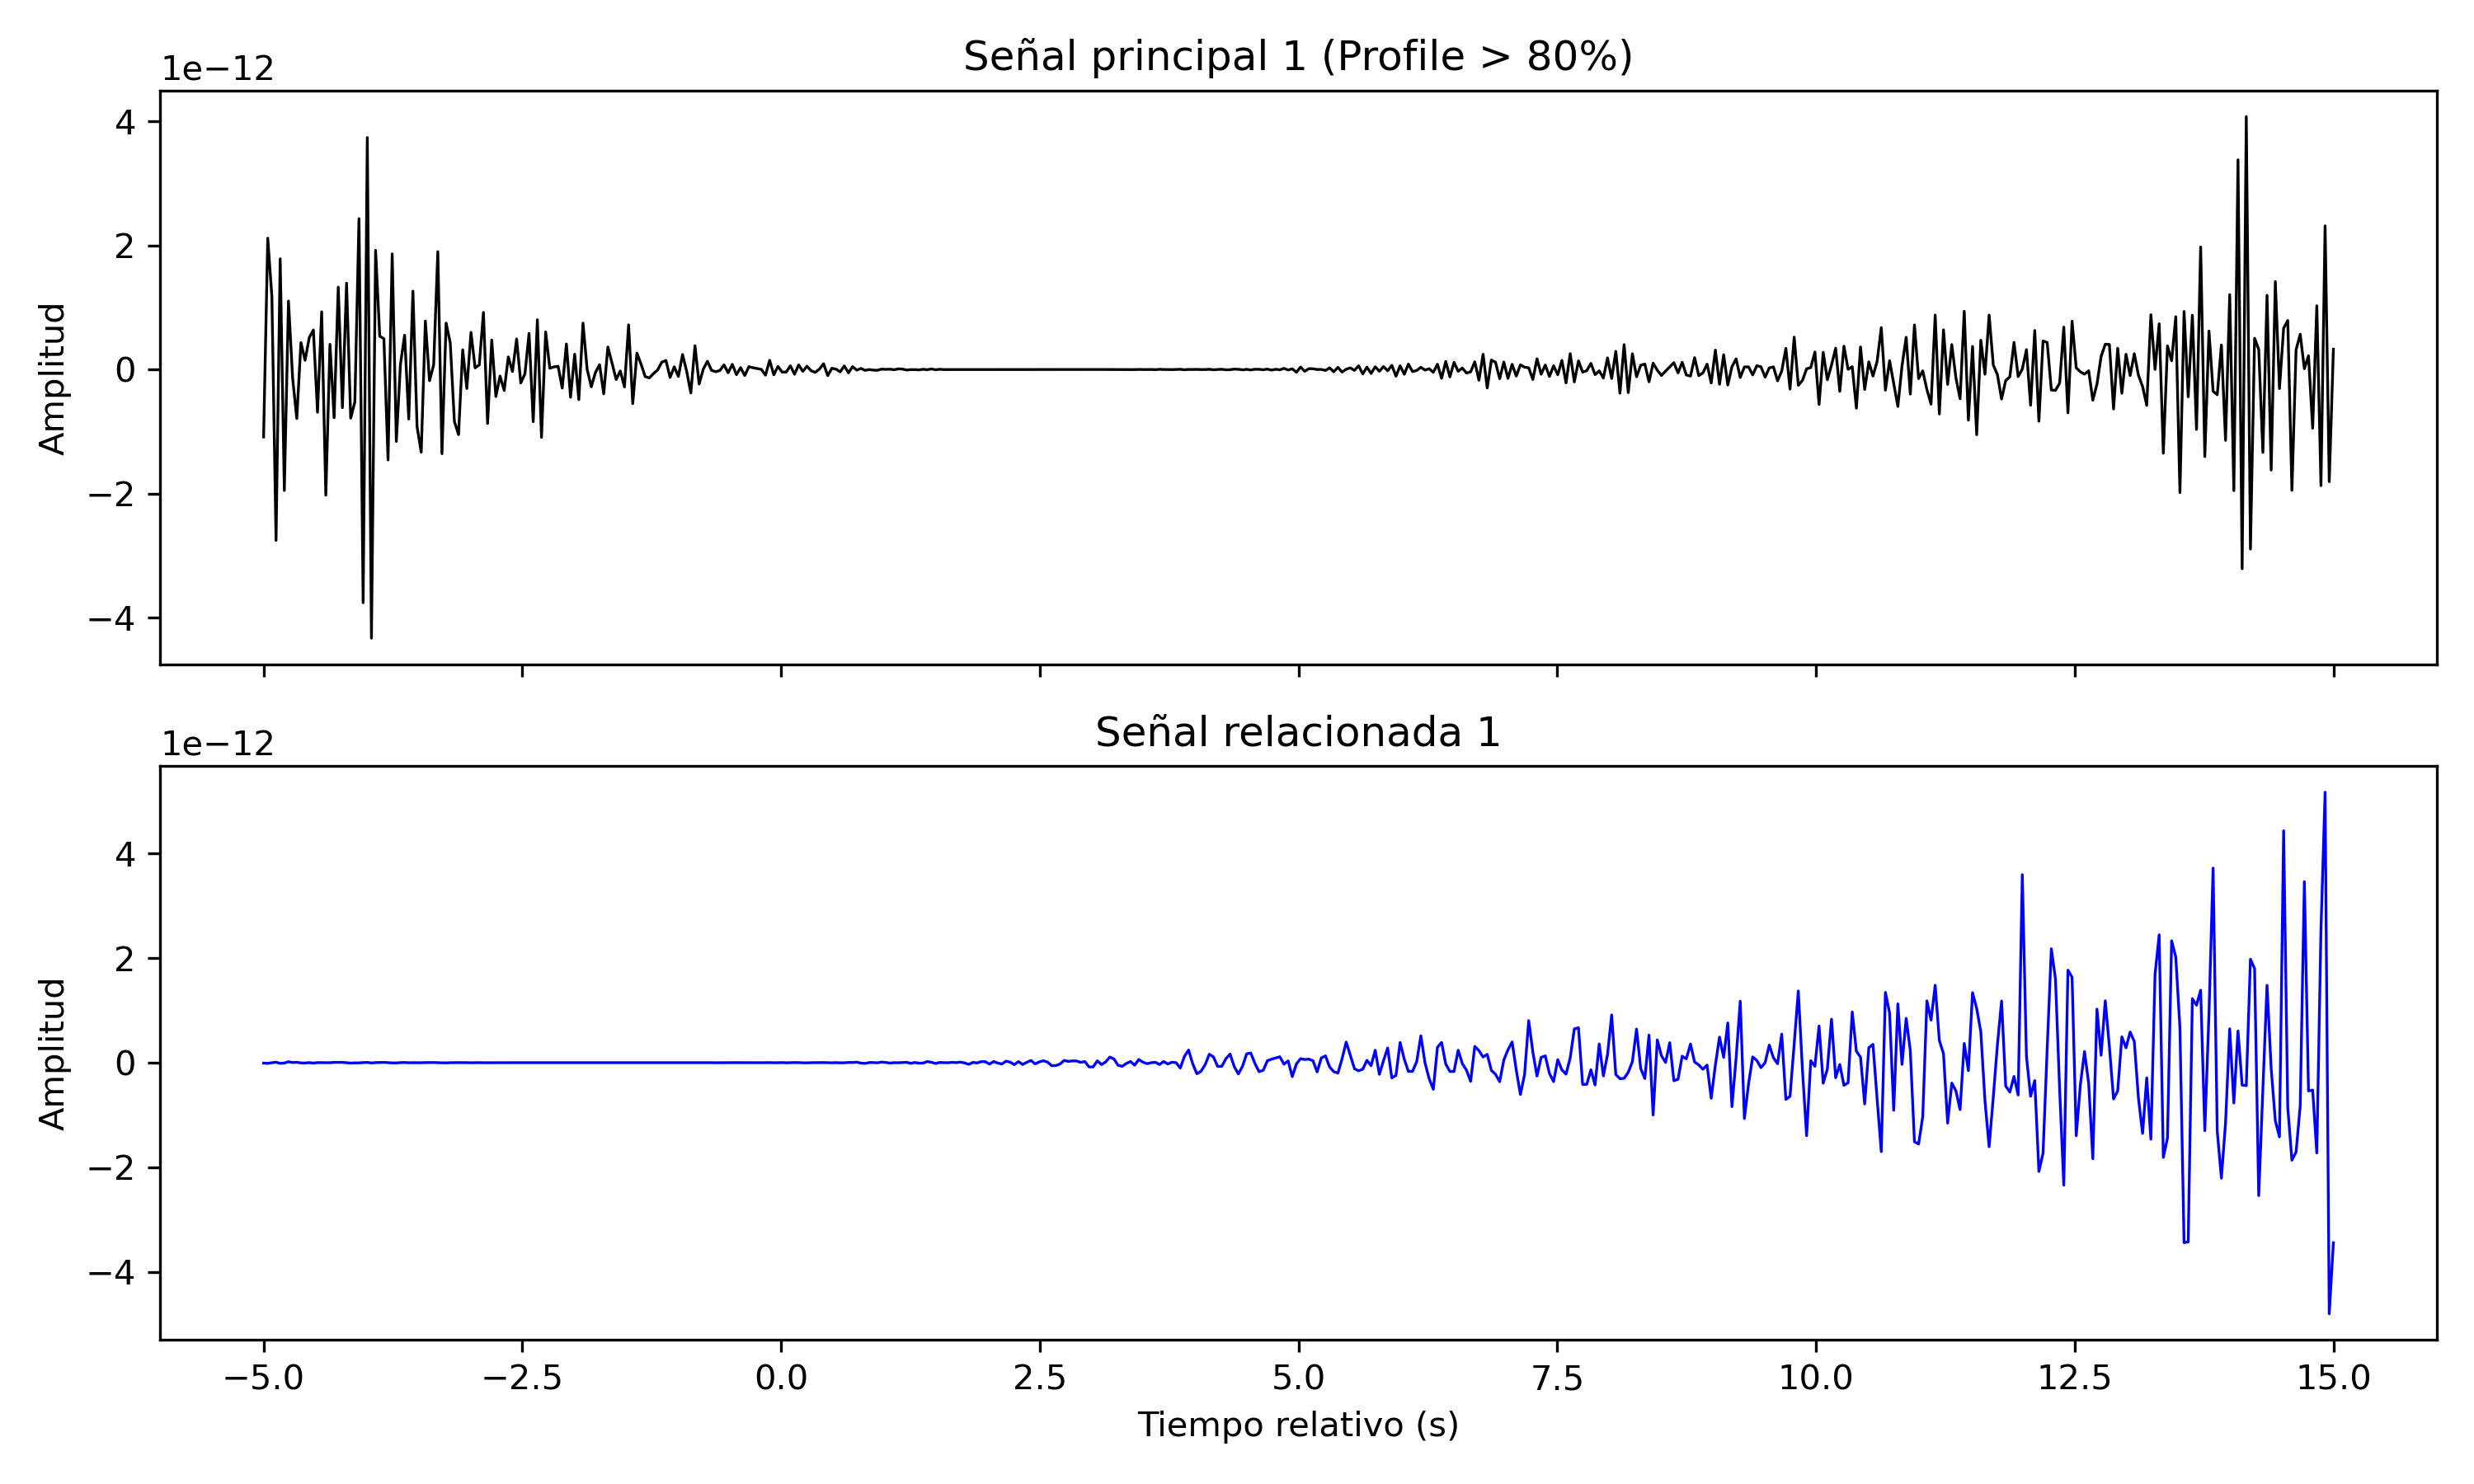 Señal principal 1 (Profile > 80%)
1e−12
4
2
0
−2
−4
Amplitud
Señal relacionada 1
1e−12
4
2
0
−2
−4
Amplitud
−5.0 −2.5 0.0 2.5 5.0 7.5 10.0 12.5 15.0
Tiempo relativo (s)